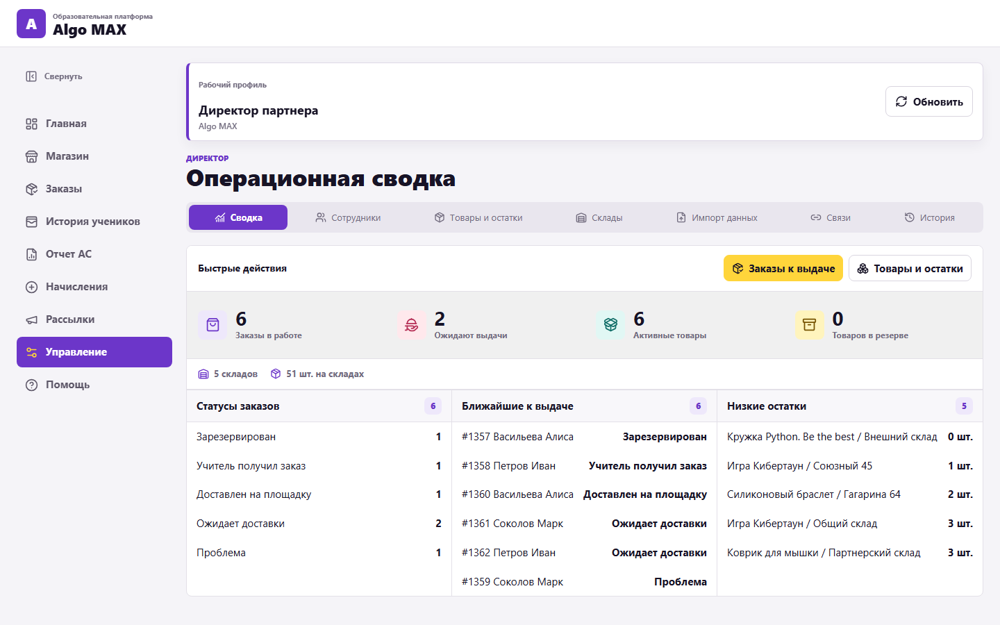 A
Образовательная платформа
Algo MAX
Свернуть
Главная
Магазин
Заказы
История учеников
Отчет АС
Начисления
Рассылки
Управление
Помощь
Рабочий профиль
Директор партнера
Algo MAX
Обновить
ДИРЕКТОР
Операционная сводка
Сводка
Сотрудники
Товары и остатки
Склады
Импорт данных
Связи
История
Быстрые действия
Заказы к выдаче
Товары и остатки
6
Заказы в работе
2
Ожидают выдачи
6
Активные товары
0
Товаров в резерве
5 складов
51 шт. на складах
Статусы заказов 6
Зарезервирован 1
Учитель получил заказ 1
Доставлен на площадку 1
Ожидает доставки 2
Проблема 1
Ближайшие к выдаче 6
#1357 Васильева Алиса Зарезервирован
#1358 Петров Иван Учитель получил заказ
#1360 Васильева Алиса Доставлен на площадку
#1361 Соколов Марк Ожидает доставки
#1362 Петров Иван Ожидает доставки
#1359 Соколов Марк Проблема
Низкие остатки 5
Кружка Python. Be the best / Внешний склад 0 шт.
Игра Кибертаун / Союзный 45 1 шт.
Силиконовый браслет / Гагарина 64 2 шт.
Игра Кибертаун / Общий склад 3 шт.
Коврик для мышки / Партнерский склад 3 шт.